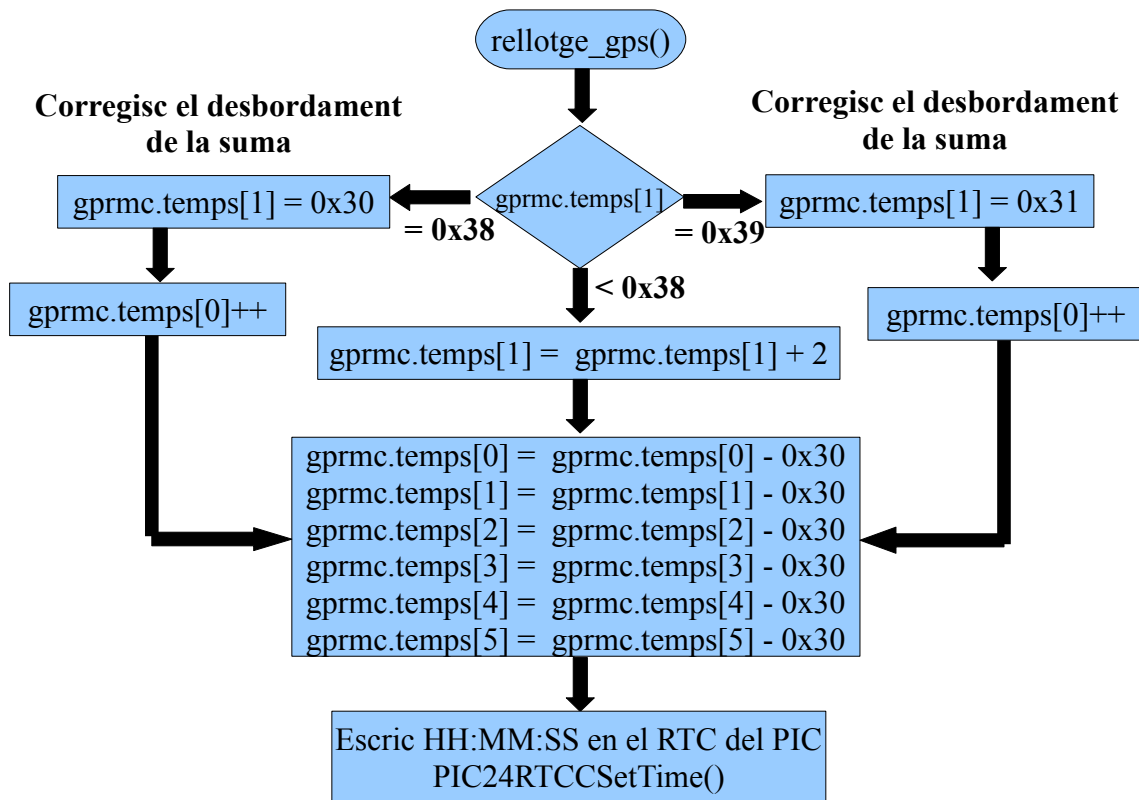 rellotge_gps()
Corregisc el desbordament
de la suma
Corregisc el desbordament
de la suma
gprmc.temps[1] = 0x30
gprmc.temps[1]
gprmc.temps[1] = 0x31
= 0x38
= 0x39
< 0x38
gprmc.temps[0]++
gprmc.temps[0]++
gprmc.temps[1] = gprmc.temps[1] + 2
gprmc.temps[0] = gprmc.temps[0] - 0x30
gprmc.temps[1] = gprmc.temps[1] - 0x30
gprmc.temps[2] = gprmc.temps[2] - 0x30
gprmc.temps[3] = gprmc.temps[3] - 0x30
gprmc.temps[4] = gprmc.temps[4] - 0x30
gprmc.temps[5] = gprmc.temps[5] - 0x30
Escric HH:MM:SS en el RTC del PIC
PIC24RTCCSetTime()